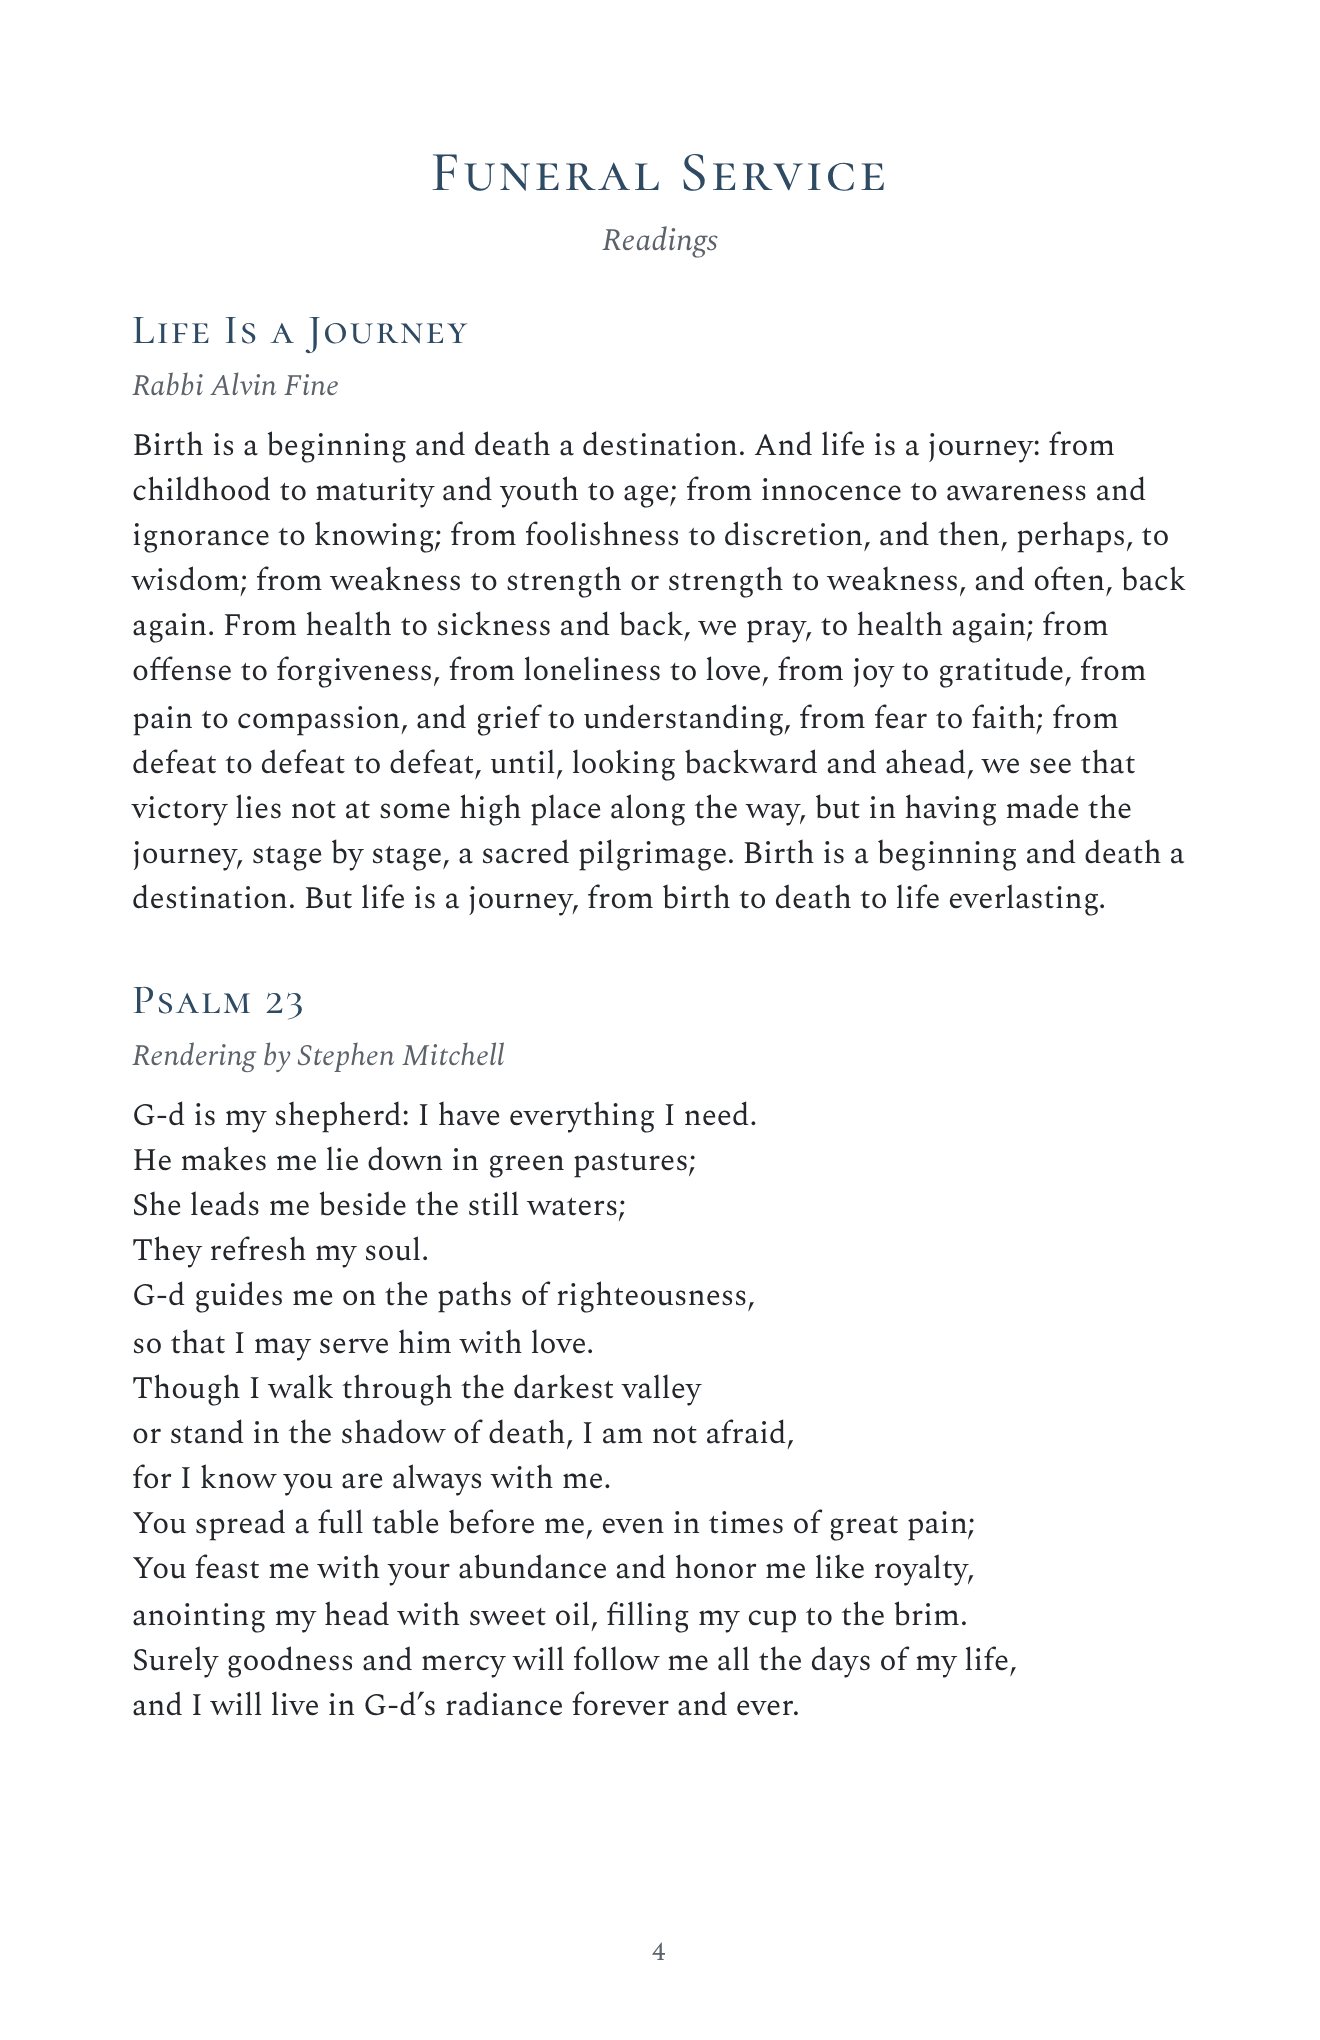 Funeral Service
Readings
Life Is a Journey
Rabbi Alvin Fine
Birth is a beginning and death a destination. And life is a journey: from
childhood to maturity and youth to age; from innocence to awareness and
ignorance to knowing; from foolishness to discretion, and then, perhaps, to
wisdom; from weakness to strength or strength to weakness, and often, back
again. From health to sickness and back, we pray, to health again; from
offense to forgiveness, from loneliness to love, from joy to gratitude, from
pain to compassion, and grief to understanding, from fear to faith; from
defeat to defeat to defeat, until, looking backward and ahead, we see that
victory lies not at some high place along the way, but in having made the
journey, stage by stage, a sacred pilgrimage. Birth is a beginning and death a
destination. But life is a journey, from birth to death to life everlasting.
Psalm 23
Rendering by Stephen Mitchell
G-d is my shepherd: I have everything I need.
He makes me lie down in green pastures;
She leads me beside the still waters;
They refresh my soul.
G-d guides me on the paths of righteousness,
so that I may serve him with love.
Though I walk through the darkest valley
or stand in the shadow of death, I am not afraid,
for I know you are always with me.
You spread a full table before me, even in times of great pain;
You feast me with your abundance and honor me like royalty,
anointing my head with sweet oil, filling my cup to the brim.
Surely goodness and mercy will follow me all the days of my life,
and I will live in G-d′s radiance forever and ever.
4